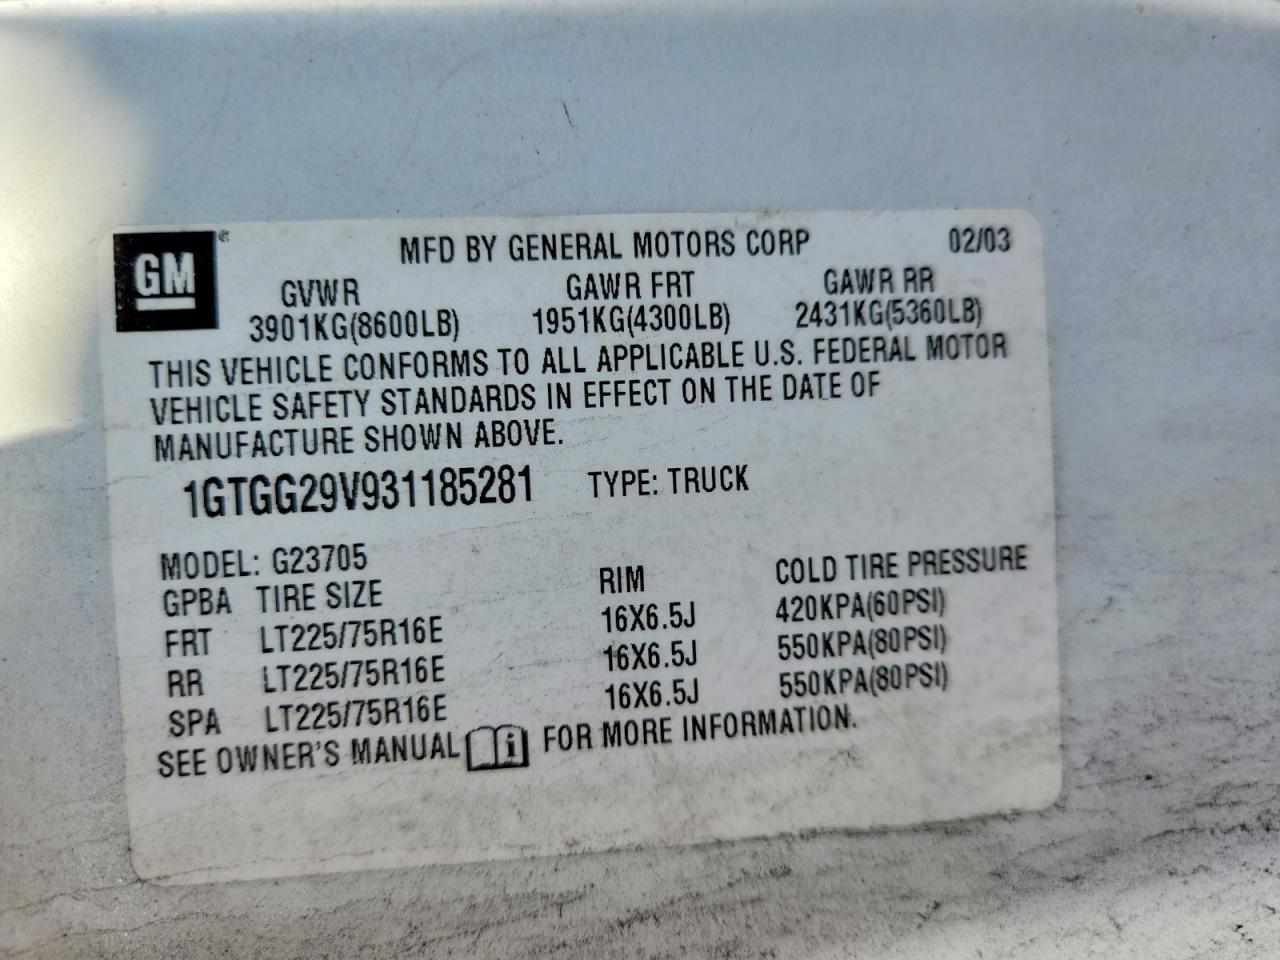 GM®
MFD BY GENERAL MOTORS CORP 02/03
GVWR GAWR FRT GAWR RR
3901KG(8600LB) 1951KG(4300LB) 2431KG(5360LB)
THIS VEHICLE CONFORMS TO ALL APPLICABLE U.S. FEDERAL MOTOR
VEHICLE SAFETY STANDARDS IN EFFECT ON THE DATE OF
MANUFACTURE SHOWN ABOVE.
1GTGG29V931185281 TYPE: TRUCK
MODEL: G23705
GPBA TIRE SIZE RIM COLD TIRE PRESSURE
FRT LT225/75R16E 16X6.5J 420KPA(60PSI)
RR LT225/75R16E 16X6.5J 550KPA(80PSI)
SPA LT225/75R16E 16X6.5J 550KPA(80PSI)
SEE OWNER'S MANUAL i FOR MORE INFORMATION.